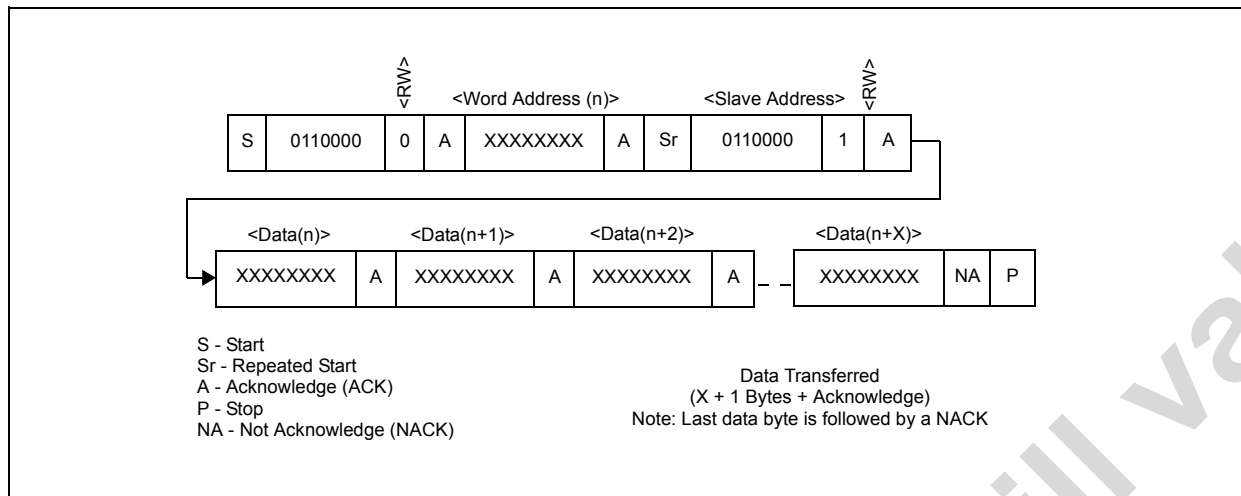 <RW> <Word Address (n)> <Slave Address> <RW>
S 0110000 0 A XXXXXXXX A Sr 0110000 1 A
<Data(n)> <Data(n+1)> <Data(n+2)> <Data(n+X)>
XXXXXXXX A XXXXXXXX A XXXXXXXX A XXXXXXXX NA P
S - Start
Sr - Repeated Start
A - Acknowledge (ACK)
P - Stop
NA - Not Acknowledge (NACK)
Data Transferred
(X + 1 Bytes + Acknowledge)
Note: Last data byte is followed by a NACK